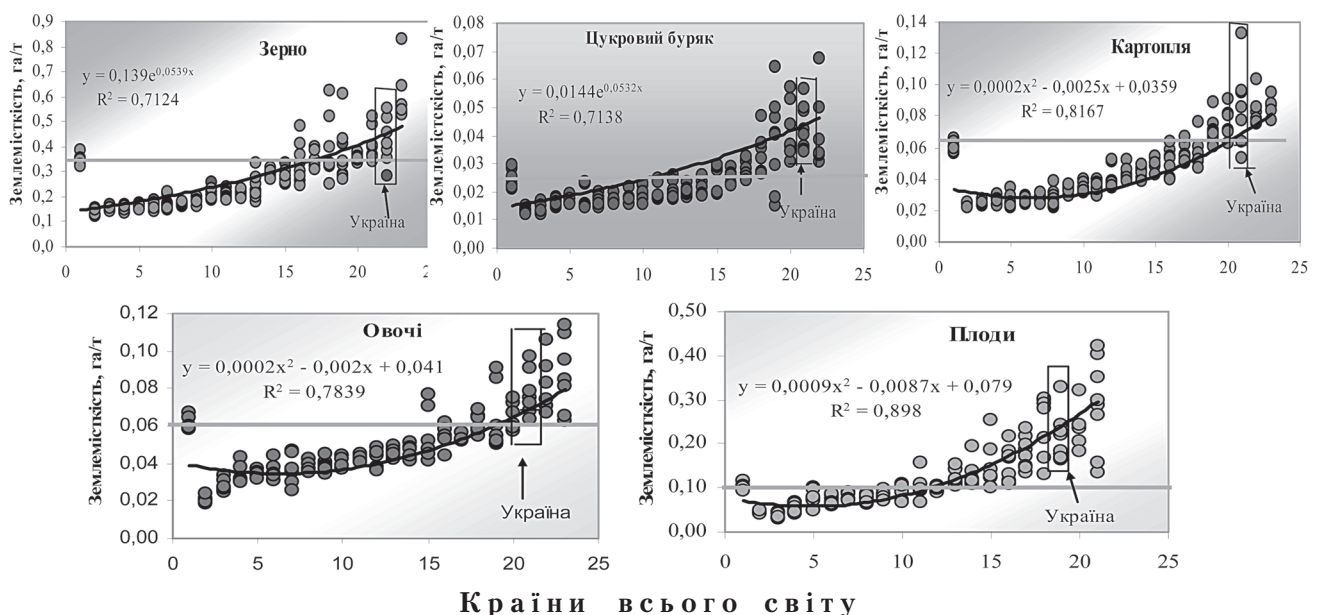 Землемісткість, га/т
0,9
0,8
0,7
0,6
0,5
0,4
0,3
0,2
0,1
0,0
Зерно
y = 0,139e^0,0539x
R² = 0,7124
Україна
0 5 10 15 20
Землемістекість, га/т
0,08
0,07
0,06
0,05
0,04
0,03
0,02
0,01
0,00
Цукровий буряк
y = 0,0144e^0,0532x
R² = 0,7138
Україна
0 5 10 15 20 25
Землемісткість, га/т
0,14
0,12
0,10
0,08
0,06
0,04
0,02
0,00
Картопля
y = 0,0002x² - 0,0025x + 0,0359
R² = 0,8167
Україна
0 5 10 15 20 25
Землемісткість, га/т
0,12
0,10
0,08
0,06
0,04
0,02
0,00
Овочі
y = 0,0002x² - 0,002x + 0,041
R² = 0,7839
Україна
0 5 10 15 20 25
Землемісткість, га/т
0,50
0,40
0,30
0,20
0,10
0,00
Плоди
y = 0,0009x² - 0,0087x + 0,079
R² = 0,898
Україна
0 5 10 15 20 25
Країни всього світу